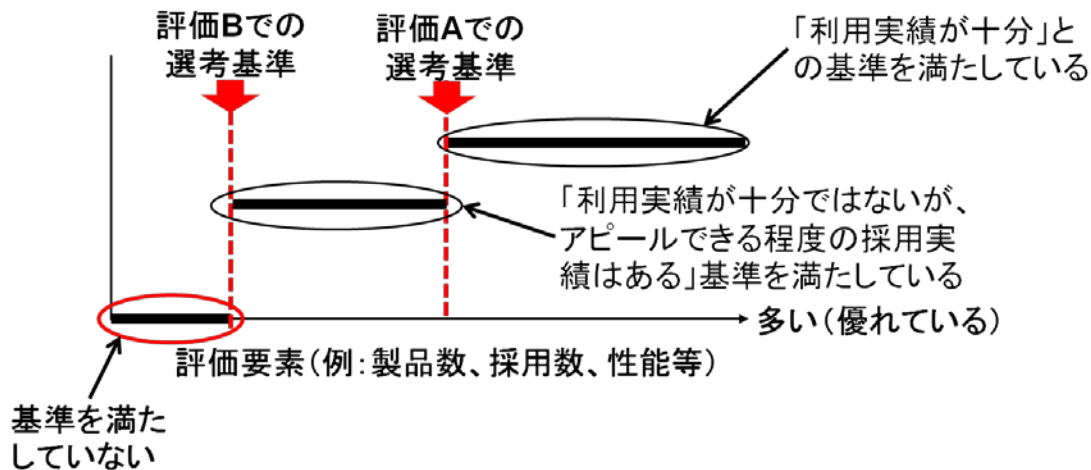 評価Bでの
選考基準
評価Aでの
選考基準
「利用実績が十分」と
の基準を満たしている
「利用実績が十分ではないが、
アピールできる程度の採用実
績はある」基準を満たしている
多い(優れている)
評価要素(例:製品数、採用数、性能等)
基準を満た
していない